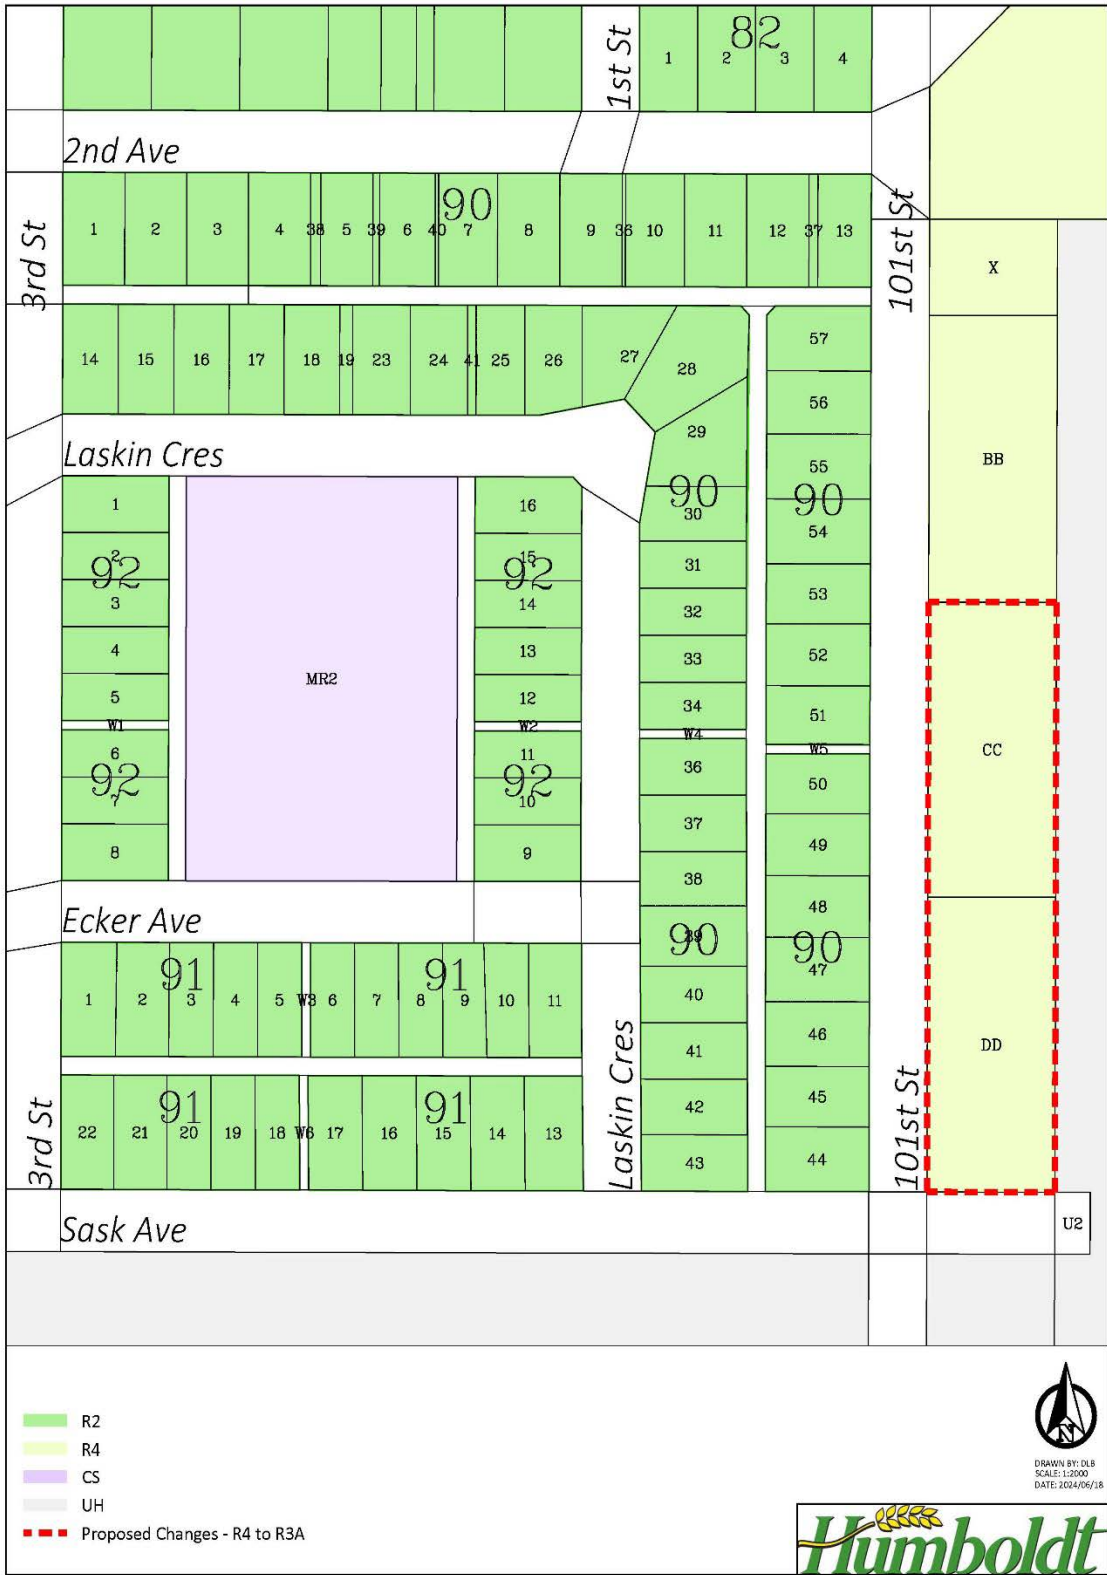 82
1 2 3 4
1st St
2nd Ave
90
1 2 3 4 38 5 39 6 40 7 8 9 36 10 11 12 37 13
3rd St
101st St
X
14 15 16 17 18 19 23 24 41 25 26 27 28
57
56
29
55
BB
Laskin Cres
90
90
1
16
30
54
2
92
15
92
31
53
3
14
32
4
13
33
52
MR2
5
12
34
51
W1
W2
W4
W5
CC
6
11
36
50
92
92
7
10
37
49
8
9
38
48
Ecker Ave
39
90
90
47
91
91
1 2 3 4 5 W3 6 7 8 9 10 11
40
46
DD
41
45
3rd St
91
91
Laskin Cres
42
101st St
22 21 20 19 18 W6 17 16 15 14 13
43
44
Sask Ave
U2
R2
R4
CS
UH
Proposed Changes - R4 to R3A
N
DRAWN BY: DLB
SCALE: 1:2000
DATE: 2024/06/18
Humboldt